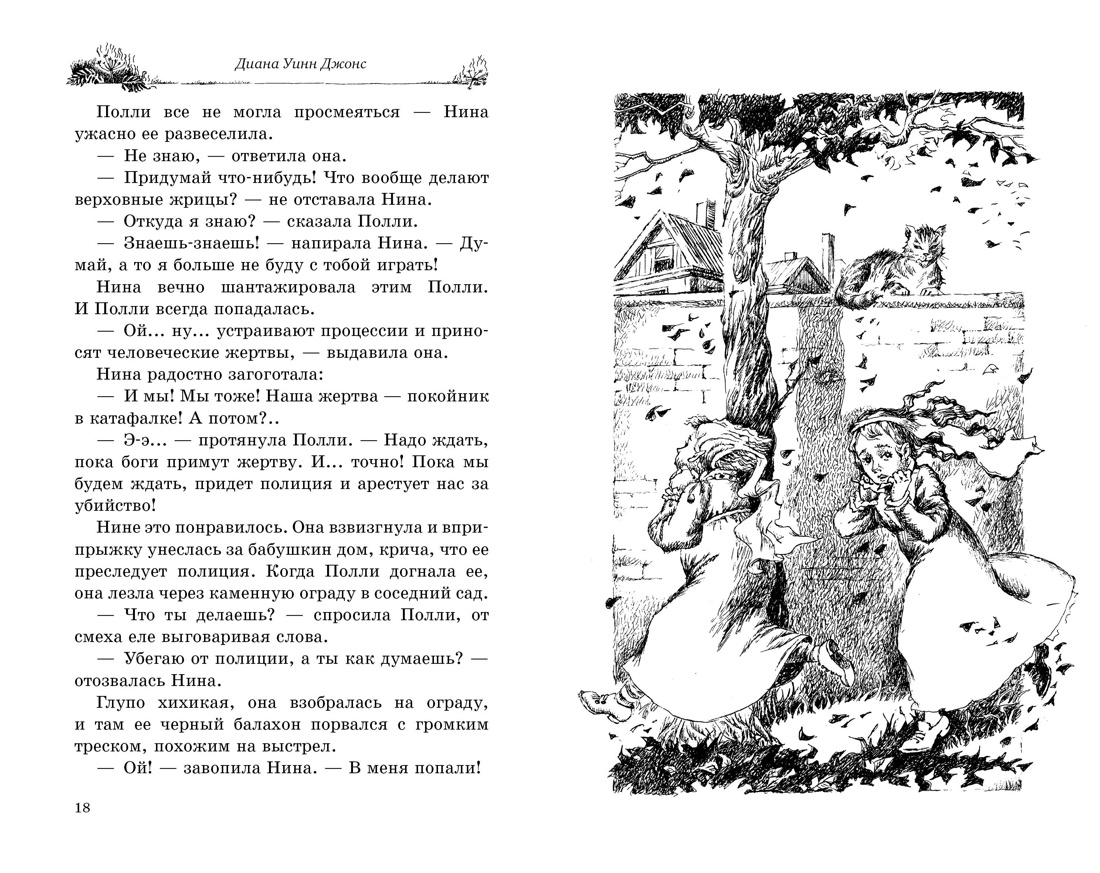 Диана Уинн Джонс
Полли все не могла просмеяться — Нина
ужасно ее развеселила.
— Не знаю, — ответила она.
— Придумай что-нибудь! Что вообще делают
верховные жрицы? — не отставала Нина.
— Откуда я знаю? — сказала Полли.
— Знаешь-знаешь! — напирала Нина. — Ду-
май, а то я больше не буду с тобой играть!
Нина вечно шантажировала этим Полли.
И Полли всегда попадалась.
— Ой... ну... устраивают процессии и прино-
сят человеческие жертвы, — выдавила она.
Нина радостно загоготала:
— И мы! Мы тоже! Наша жертва — покойник
в катафалке! А потом?..
— Э-э... — протянула Полли. — Надо ждать,
пока боги примут жертву. И... точно! Пока мы
будем ждать, придет полиция и арестует нас за
убийство!
Нине это понравилось. Она взвизгнула и впри-
прыжку унеслась за бабушкин дом, крича, что ее
преследует полиция. Когда Полли догнала ее,
она лезла через каменную ограду в соседний сад.
— Что ты делаешь? — спросила Полли, от
смеха еле выговаривая слова.
— Убегаю от полиции, а ты как думаешь? —
отозвалась Нина.
Глупо хихикая, она взобралась на ограду,
и там ее черный балахон порвался с громким
треском, похожим на выстрел.
— Ой! — завопила Нина. — В меня попали!
18